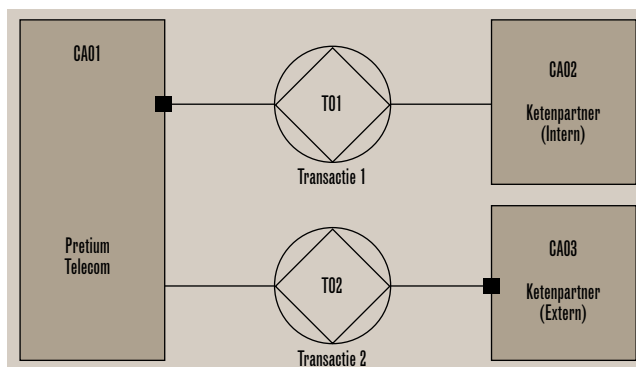 CA01
Pretium
Telecom
T01
Transactie 1
CA02
Ketenpartner
(Intern)
T02
Transactie 2
CA03
Ketenpartner
(Extern)